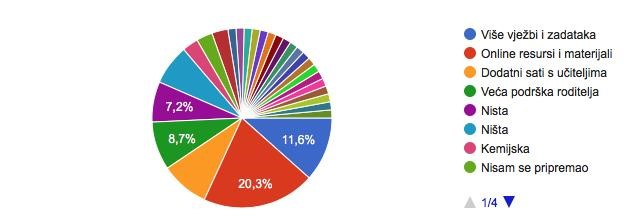 7,2%
8,7%
11,6%
20,3%
Više vježbi i zadataka
Online resursi i materijali
Dodatni sati s učiteljima
Veća podrška roditelja
Nista
Ništa
Kemijska
Nisam se pripremao
1/4